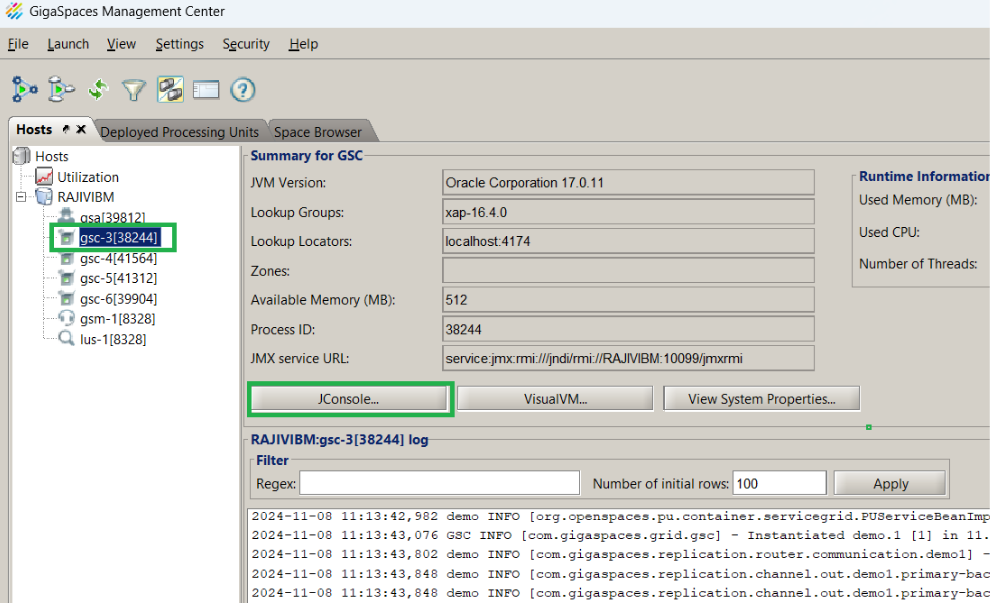 GigaSpaces Management Center
File Launch View Settings Security Help
Hosts Deployed Processing Units Space Browser
Hosts
Utilization
RAJIVIBM
gsa[39812]
gsc-3[38244]
gsc-4[41564]
gsc-5[41312]
gsc-6[39904]
gsm-1[8328]
lus-1[8328]
Summary for GSC
JVM Version: Oracle Corporation 17.0.11
Lookup Groups: xap-16.4.0
Lookup Locators: localhost:4174
Zones:
Available Memory (MB): 512
Process ID: 38244
JMX service URL: service:jmx:rmi:///jndi/rmi://RAJIVIBM:10099/jmxrmi
Runtime Information
Used Memory (MB):
Used CPU:
Number of Threads:
JConsole... VisualVM... View System Properties...
RAJIVIBM:gsc-3[38244] log
Filter
Regex: Number of initial rows: 100 Apply
2024-11-08 11:13:42,982 demo INFO [org.openspaces.pu.container.servicegrid.PUServiceBeanImp
2024-11-08 11:13:43,076 GSC INFO [com.gigaspaces.grid.gsc] - Instantiated demo.1 [1] in 11.
2024-11-08 11:13:43,802 demo INFO [com.gigaspaces.replication.router.communication.demo1] -
2024-11-08 11:13:43,848 demo INFO [com.gigaspaces.replication.channel.out.demo1.primary-bac
2024-11-08 11:13:43,848 demo INFO [com.gigaspaces.replication.channel.out.demo1.primary-bac